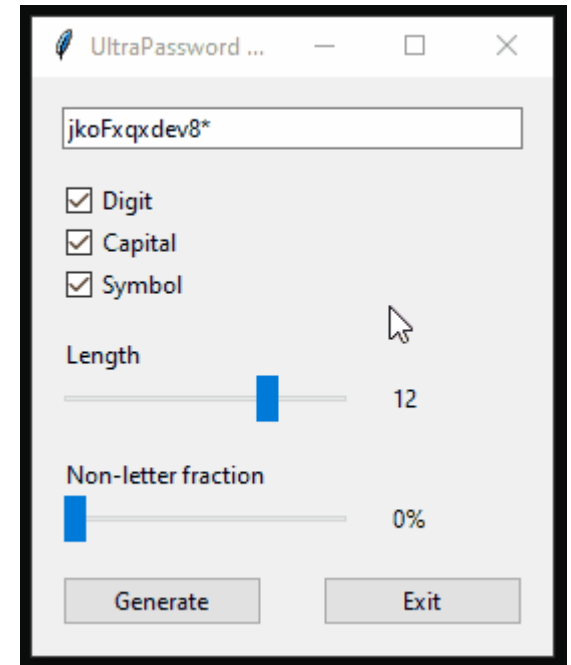 UltraPassword ...
jkoFxqxdev8*
Digit
Capital
Symbol
Length
12
Non-letter fraction
0%
Generate Exit